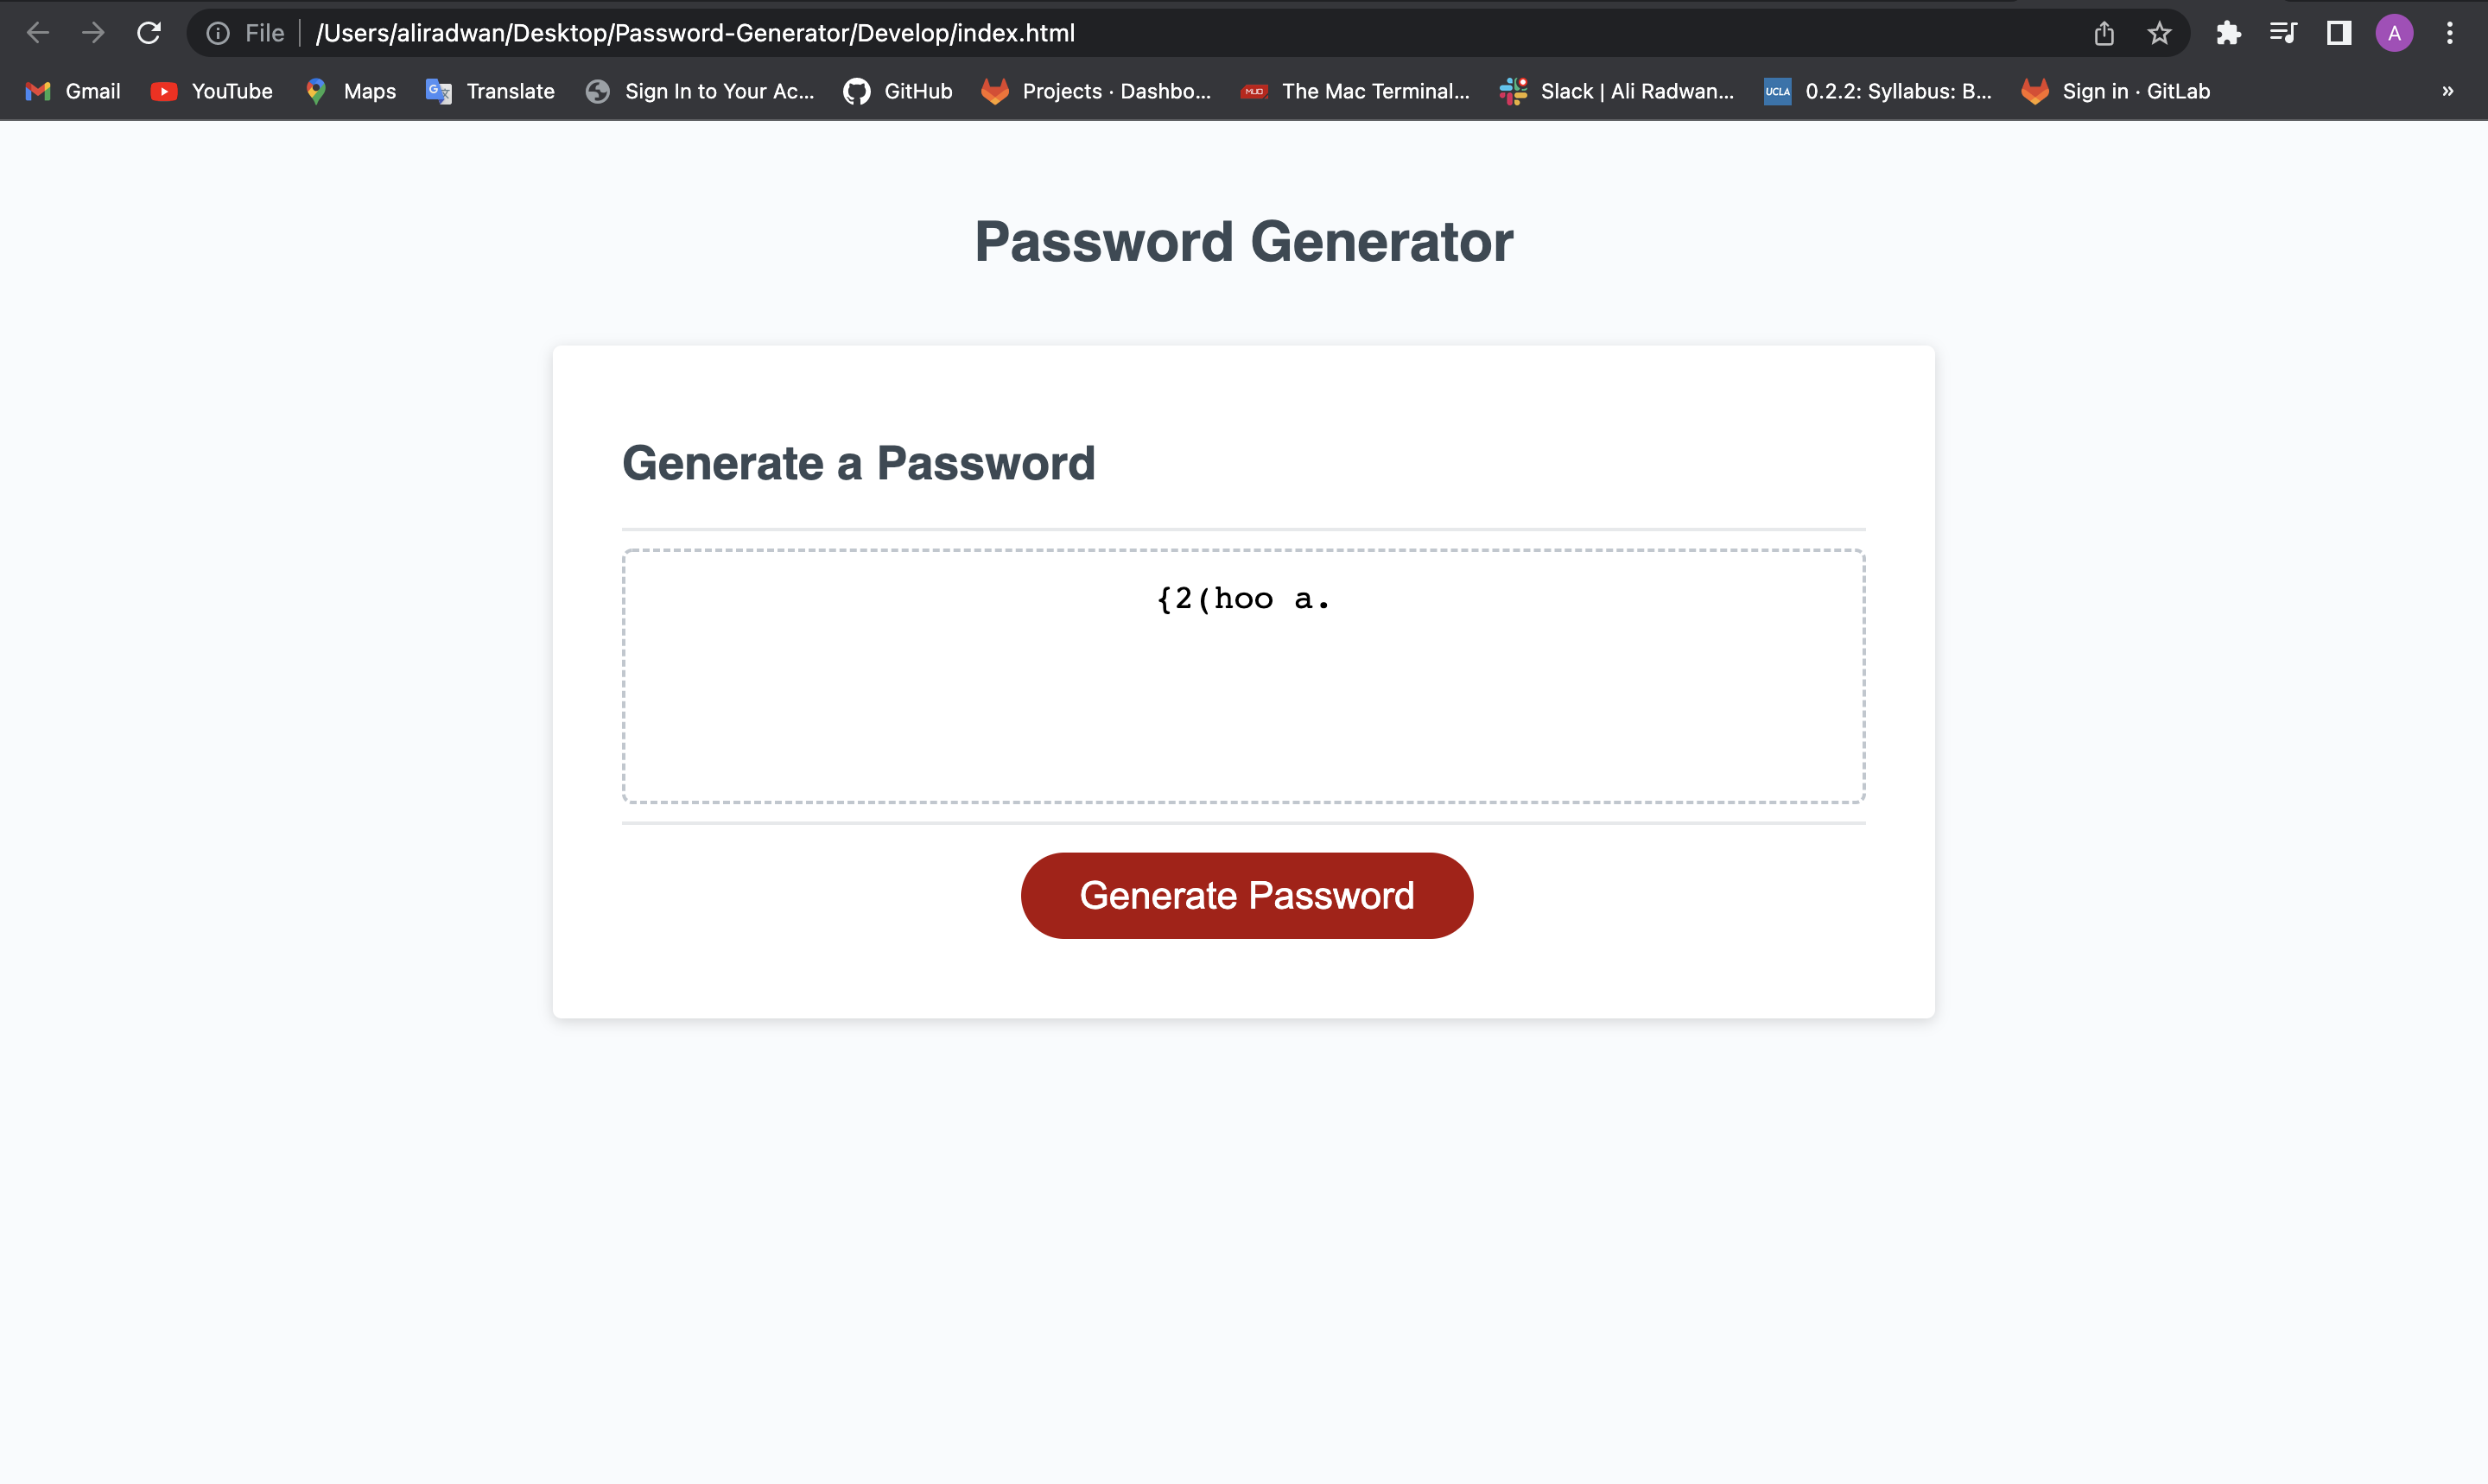 File /Users/aliradwan/Desktop/Password-Generator/Develop/index.html A
Gmail YouTube Maps Translate Sign In to Your Ac... GitHub Projects · Dashbo... The Mac Terminal... Slack | Ali Radwan... UCLA 0.2.2: Syllabus: B... Sign in · GitLab »
Password Generator
Generate a Password
{2(hoo a.
Generate Password